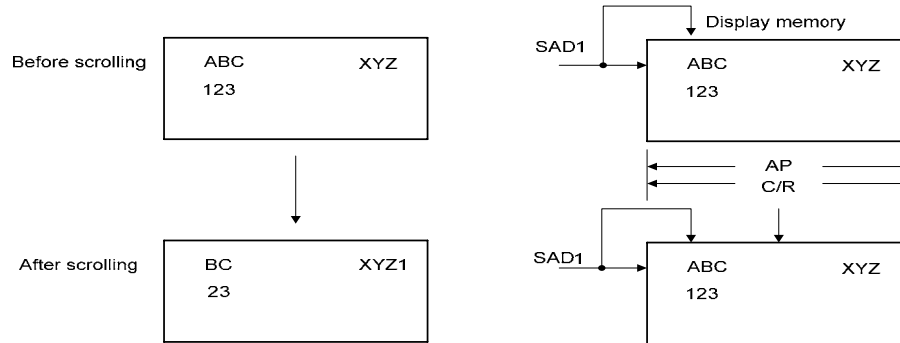 Display memory
SAD1
Before scrolling
ABC XYZ
123
ABC XYZ
123
AP
C/R
SAD1
After scrolling
BC XYZ1
23
ABC XYZ
123